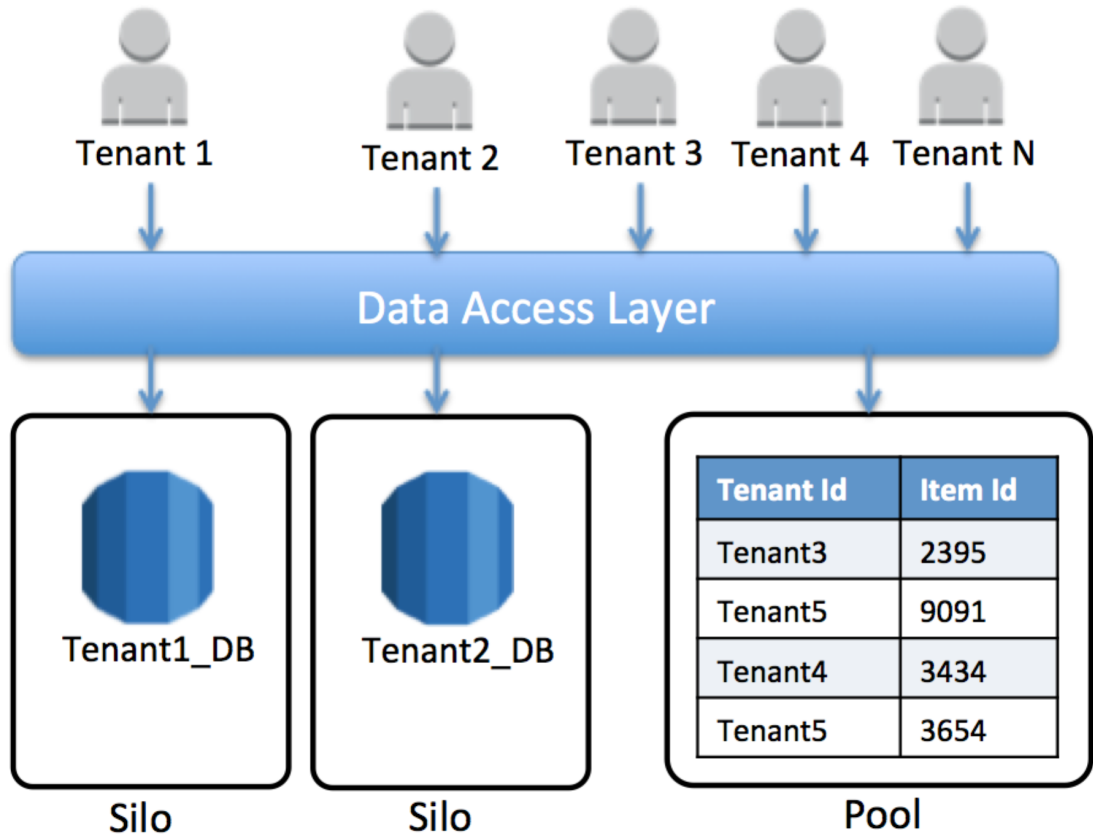 Tenant 1
Tenant 2
Tenant 3
Tenant 4
Tenant N
Data Access Layer
Tenant1_DB
Tenant2_DB
Tenant Id Item Id
Tenant3 2395
Tenant5 9091
Tenant4 3434
Tenant5 3654
Silo
Silo
Pool